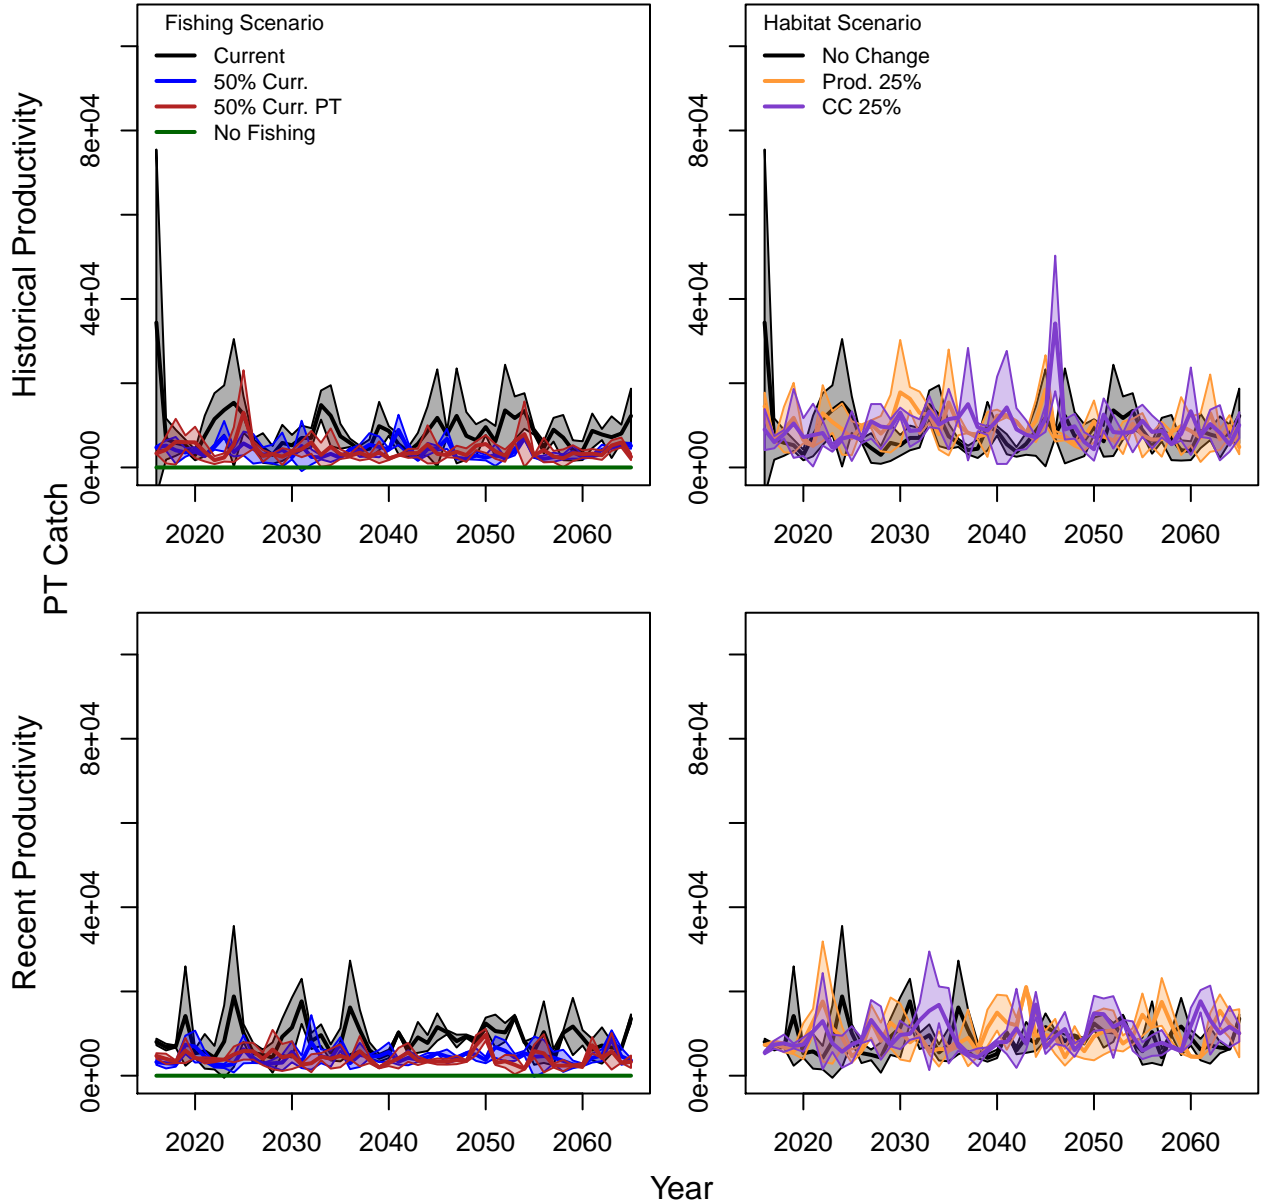 Fishing Scenario
Current
50% Curr.
50% Curr. PT
No Fishing
Habitat Scenario
No Change
Prod. 25%
CC 25%
Historical Productivity
0e+00 4e+04 8e+04
0e+00 4e+04 8e+04
2020 2030 2040 2050 2060
2020 2030 2040 2050 2060
PT Catch
Recent Productivity
0e+00 4e+04 8e+04
0e+00 4e+04 8e+04
2020 2030 2040 2050 2060
2020 2030 2040 2050 2060
Year